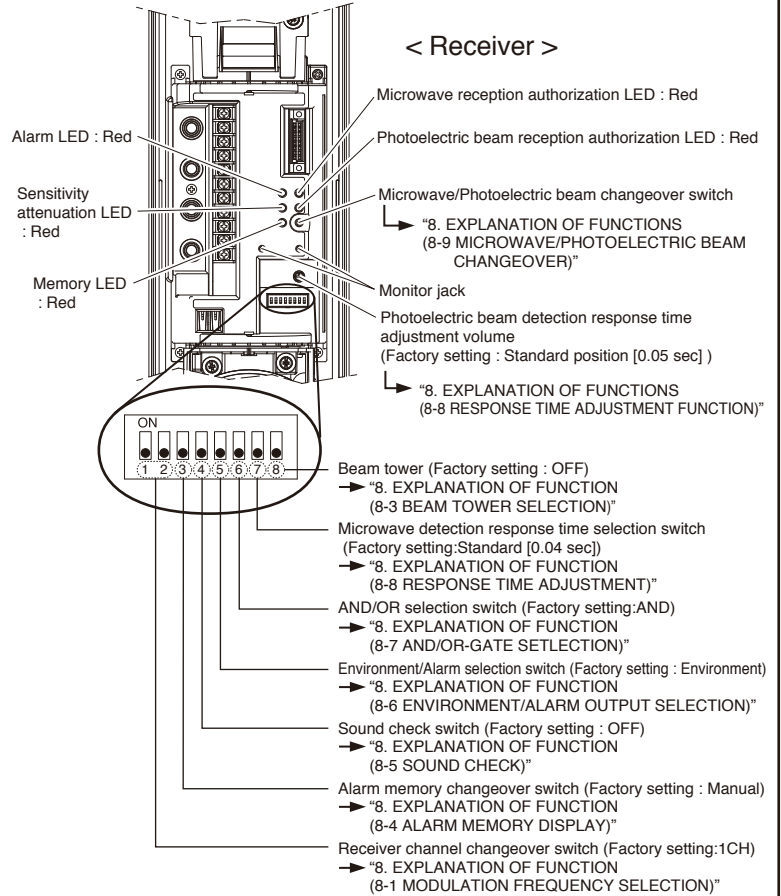 < Receiver >
Microwave reception authorization LED : Red
Alarm LED : Red
Photoelectric beam reception authorization LED : Red
Sensitivity
attenuation LED
: Red
Microwave/Photoelectric beam changeover switch
“8. EXPLANATION OF FUNCTIONS
(8-9 MICROWAVE/PHOTOELECTRIC BEAM
CHANGEOVER)”
Memory LED
: Red
Monitor jack
Photoelectric beam detection response time
adjustment volume
(Factory setting : Standard position [0.05 sec] )
“8. EXPLANATION OF FUNCTIONS
(8-8 RESPONSE TIME ADJUSTMENT FUNCTION)”
ON
1 2 3 4 5 6 7 8
Beam tower (Factory setting : OFF)
“8. EXPLANATION OF FUNCTION
(8-3 BEAM TOWER SELECTION)”
Microwave detection response time selection switch
(Factory setting:Standard [0.04 sec])
“8. EXPLANATION OF FUNCTION
(8-8 RESPONSE TIME ADJUSTMENT)”
AND/OR selection switch (Factory setting:AND)
“8. EXPLANATION OF FUNCTION
(8-7 AND/OR-GATE SETLECTION)”
Environment/Alarm selection switch (Factory setting : Environment)
“8. EXPLANATION OF FUNCTION
(8-6 ENVIRONMENT/ALARM OUTPUT SELECTION)”
Sound check switch (Factory setting : OFF)
“8. EXPLANATION OF FUNCTION
(8-5 SOUND CHECK)”
Alarm memory changeover switch (Factory setting : Manual)
“8. EXPLANATION OF FUNCTION
(8-4 ALARM MEMORY DISPLAY)”
Receiver channel changeover switch (Factory setting:1CH)
“8. EXPLANATION OF FUNCTION
(8-1 MODULATION FREQUENCY SELECTION)”